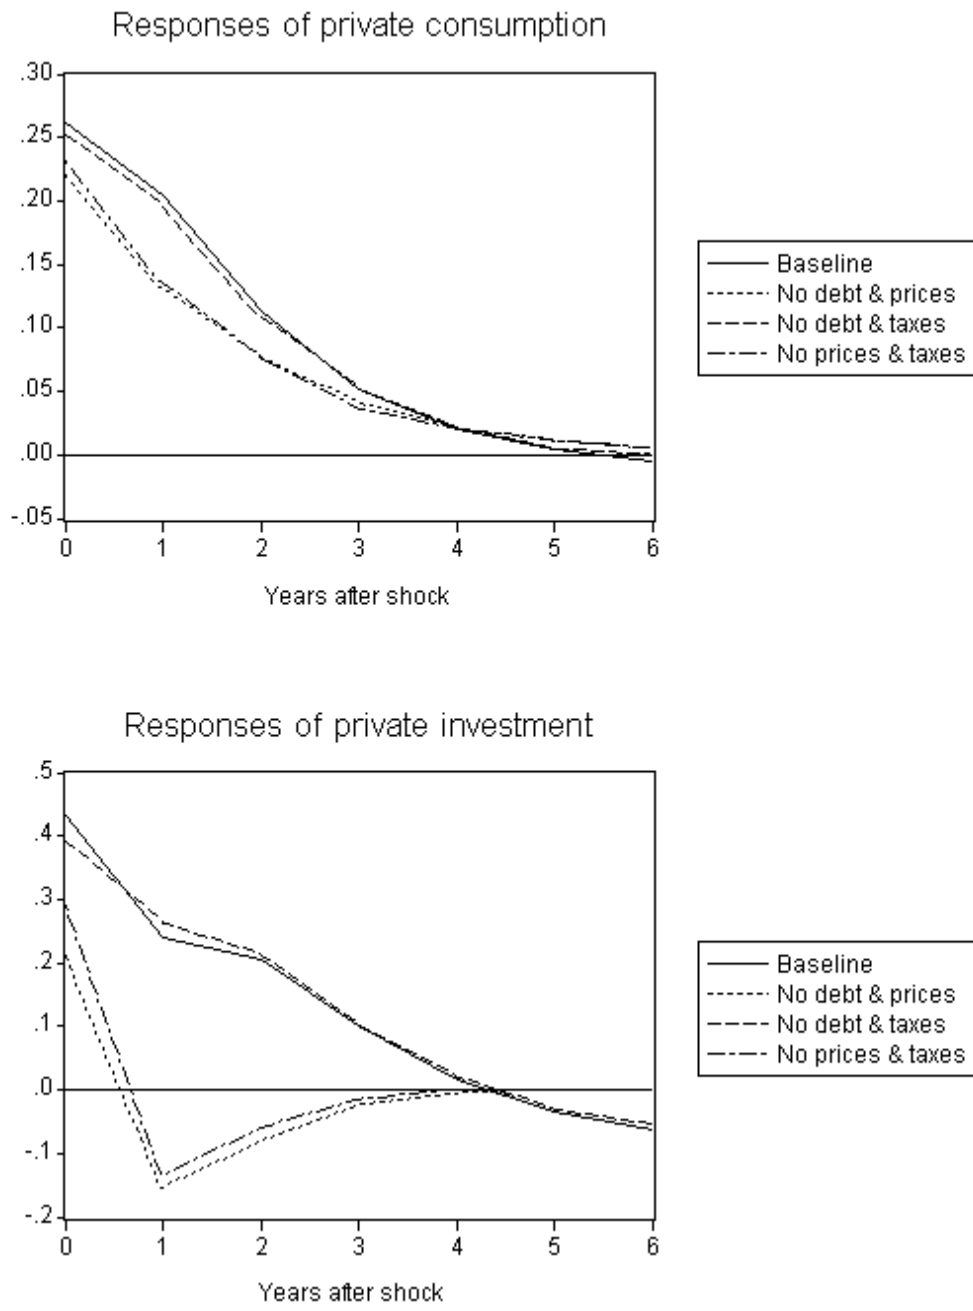 Responses of private consumption
.30
.25
.20
.15
.10
.05
.00
-.05
0 1 2 3 4 5 6
Years after shock
Baseline
No debt & prices
No debt & taxes
No prices & taxes
Responses of private investment
.5
.4
.3
.2
.1
.0
-.1
-.2
0 1 2 3 4 5 6
Years after shock
Baseline
No debt & prices
No debt & taxes
No prices & taxes